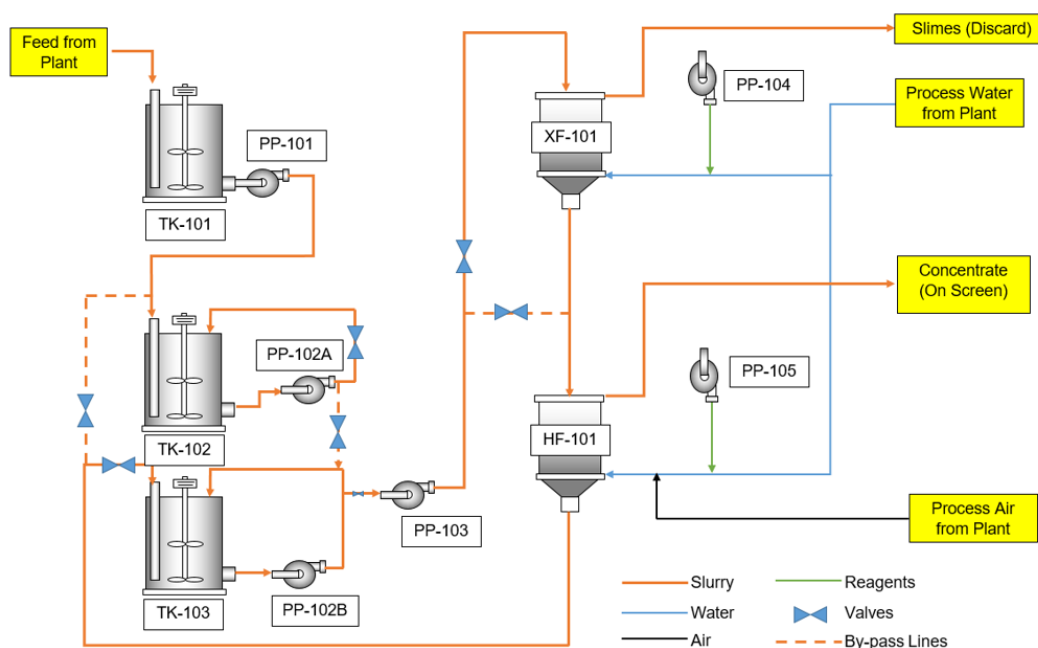 Feed from
Plant
Slimes (Discard)
PP-104
Process Water
from Plant
XF-101
PP-101
TK-101
Concentrate
(On Screen)
PP-102A
PP-105
HF-101
TK-102
PP-103
Process Air
from Plant
TK-103
PP-102B
Slurry
Reagents
Water
Valves
Air
By-pass Lines